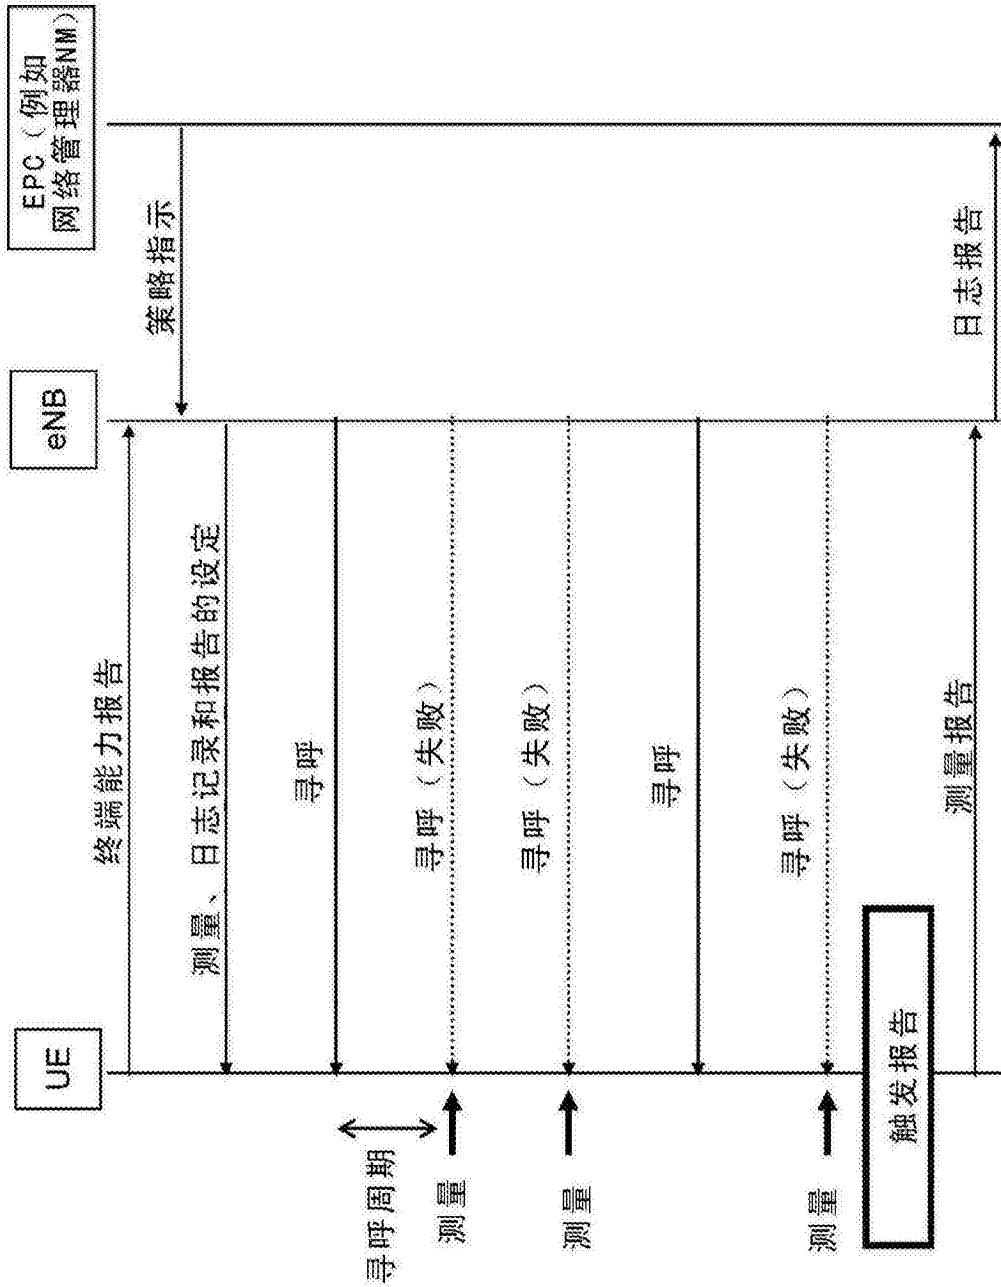 EPC（例如
网络管理器NM)
eNB
UE
终端能力报告
策略指示
测量、日志记录和报告的设定
寻呼
寻呼周期
寻呼（失败）
测量
寻呼（失败）
测量
寻呼
寻呼（失败）
测量
触发报告
测量报告
日志报告